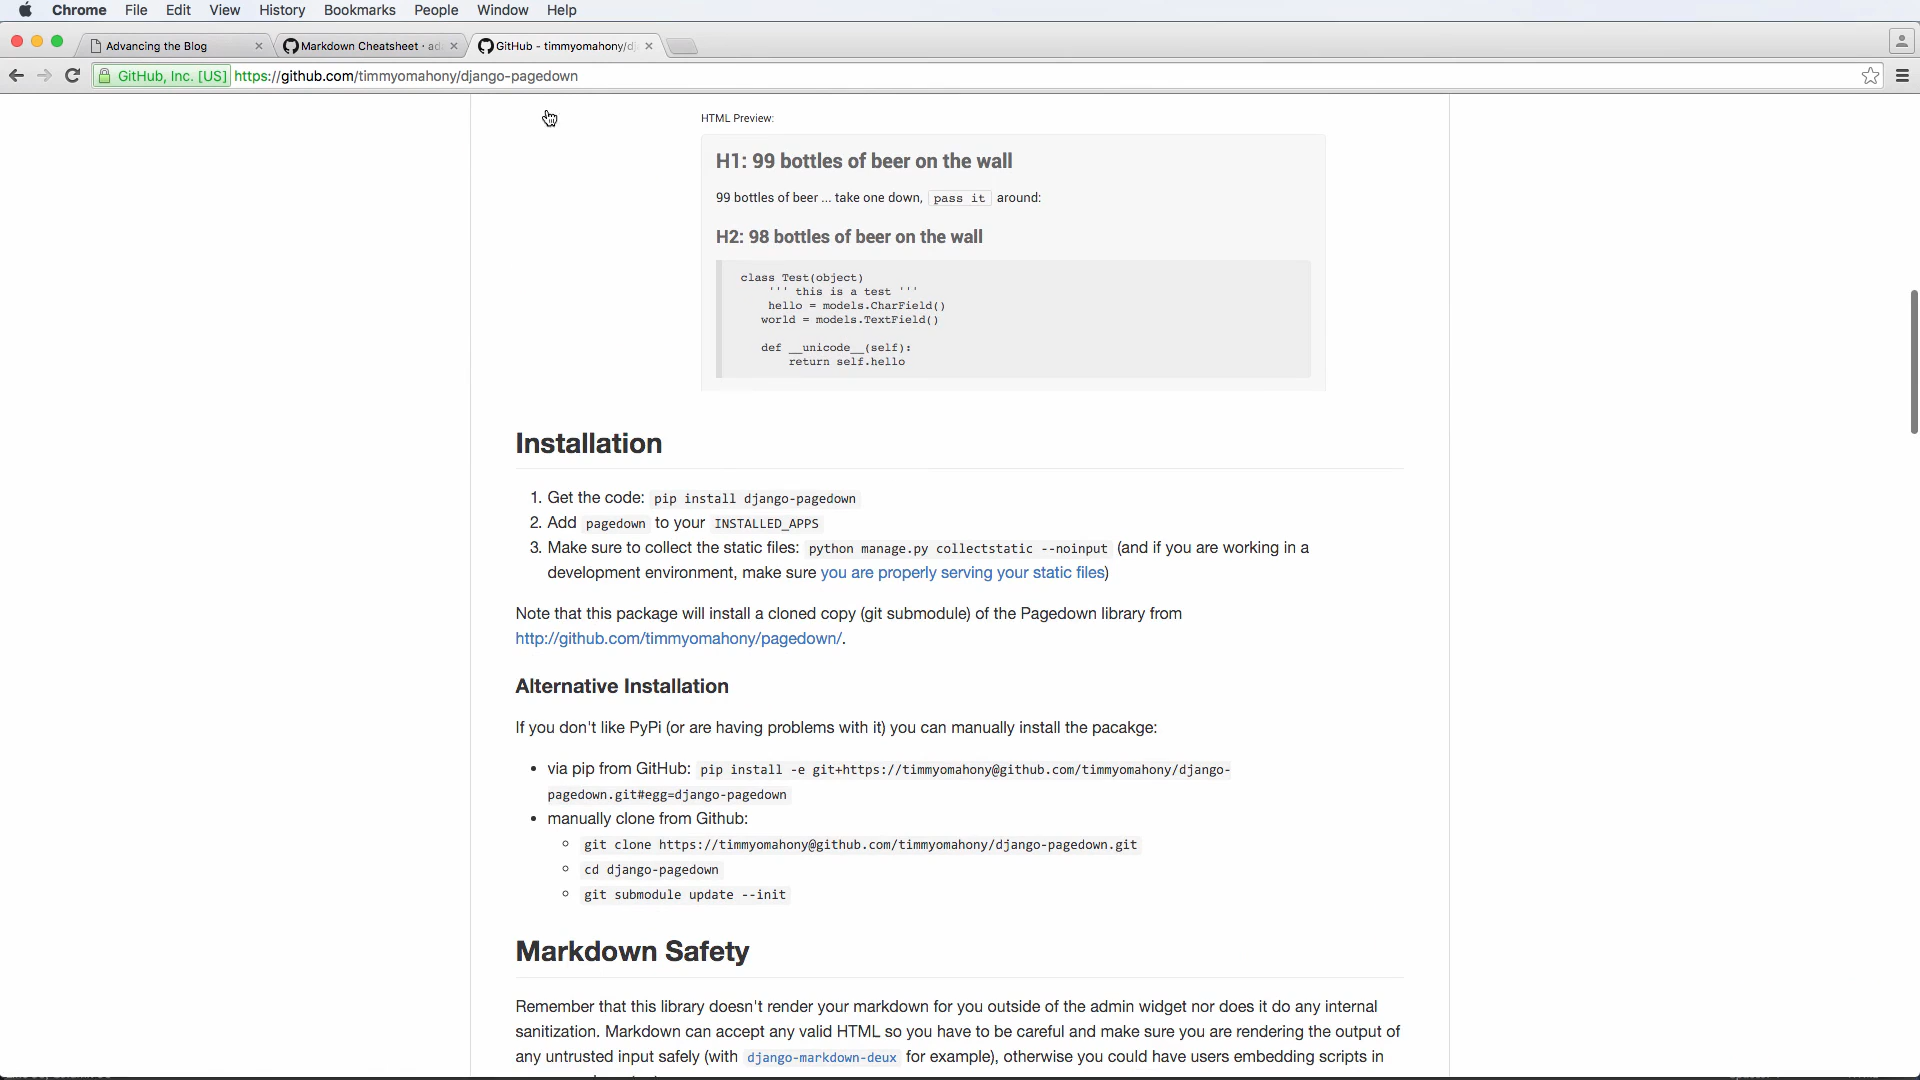 Chrome File Edit View History Bookmarks People Window Help
Advancing the Blog
Markdown Cheatsheet · ad
GitHub - timmyomahony/d
GitHub, Inc. [US] https://github.com/timmyomahony/django-pagedown
HTML Preview:
H1: 99 bottles of beer on the wall
99 bottles of beer ... take one down, pass it around:
H2: 98 bottles of beer on the wall
class Test(object)
''' this is a test '''
hello = models.CharField()
world = models.TextField()
def __unicode__(self):
return self.hello
Installation
1. Get the code: pip install django-pagedown
2. Add pagedown to your INSTALLED_APPS
3. Make sure to collect the static files: python manage.py collectstatic --noinput (and if you are working in a
development environment, make sure you are properly serving your static files)
Note that this package will install a cloned copy (git submodule) of the Pagedown library from
http://github.com/timmyomahony/pagedown/.
Alternative Installation
If you don't like PyPi (or are having problems with it) you can manually install the pacakge:
• via pip from GitHub: pip install -e git+https://timmyomahony@github.com/timmyomahony/django-
pagedown.git#egg=django-pagedown
• manually clone from Github:
git clone https://timmyomahony@github.com/timmyomahony/django-pagedown.git
cd django-pagedown
git submodule update --init
Markdown Safety
Remember that this library doesn't render your markdown for you outside of the admin widget nor does it do any internal
sanitization. Markdown can accept any valid HTML so you have to be careful and make sure you are rendering the output of
any untrusted input safely (with django-markdown-deux for example), otherwise you could have users embedding scripts in